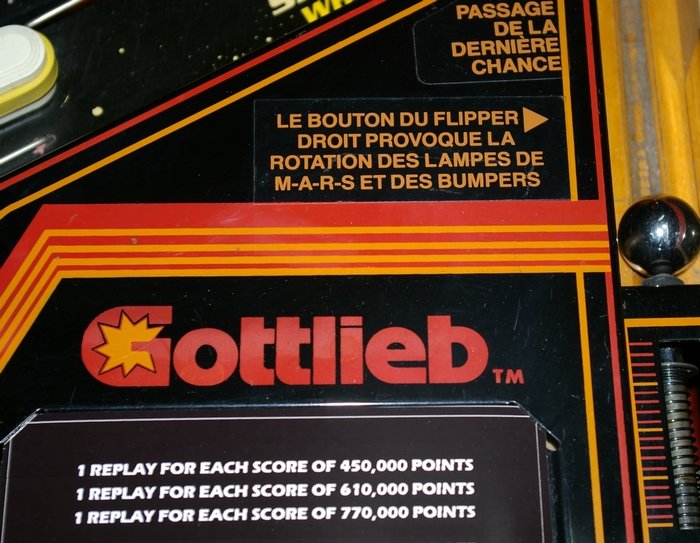 PASSAGE
DE LA
DERNIÈRE
CHANCE
LE BOUTON DU FLIPPER
DROIT PROVOQUE LA
ROTATION DES LAMPES DE
M-A-R-S ET DES BUMPERS
Gottlieb TM
1 REPLAY FOR EACH SCORE OF 450,000 POINTS
1 REPLAY FOR EACH SCORE OF 610,000 POINTS
1 REPLAY FOR EACH SCORE OF 770,000 POINTS